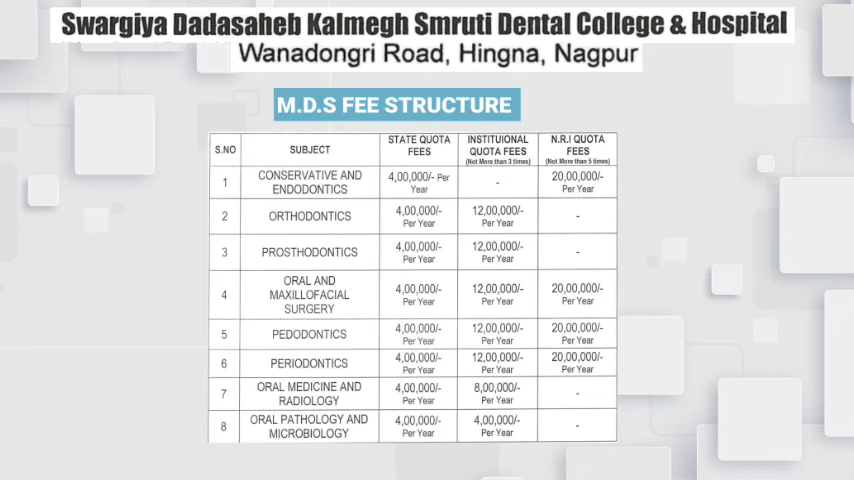 Swargiya Dadasaheb Kalmegh Smruti Dental College & Hospital
Wanadongri Road, Hingna, Nagpur
M.D.S FEE STRUCTURE
S.NO SUBJECT STATE QUOTA FEES INSTITUIONAL QUOTA FEES (Not More than 3 times) N.R.I QUOTA FEES (Not More than 5 times)
1 CONSERVATIVE AND ENDODONTICS 4,00,000/- Per Year - 20,00,000/- Per Year
2 ORTHODONTICS 4,00,000/- Per Year 12,00,000/- Per Year -
3 PROSTHODONTICS 4,00,000/- Per Year 12,00,000/- Per Year -
4 ORAL AND MAXILLOFACIAL SURGERY 4,00,000/- Per Year 12,00,000/- Per Year 20,00,000/- Per Year
5 PEDODONTICS 4,00,000/- Per Year 12,00,000/- Per Year 20,00,000/- Per Year
6 PERIODONTICS 4,00,000/- Per Year 12,00,000/- Per Year 20,00,000/- Per Year
7 ORAL MEDICINE AND RADIOLOGY 4,00,000/- Per Year 8,00,000/- Per Year -
8 ORAL PATHOLOGY AND MICROBIOLOGY 4,00,000/- Per Year 4,00,000/- Per Year -